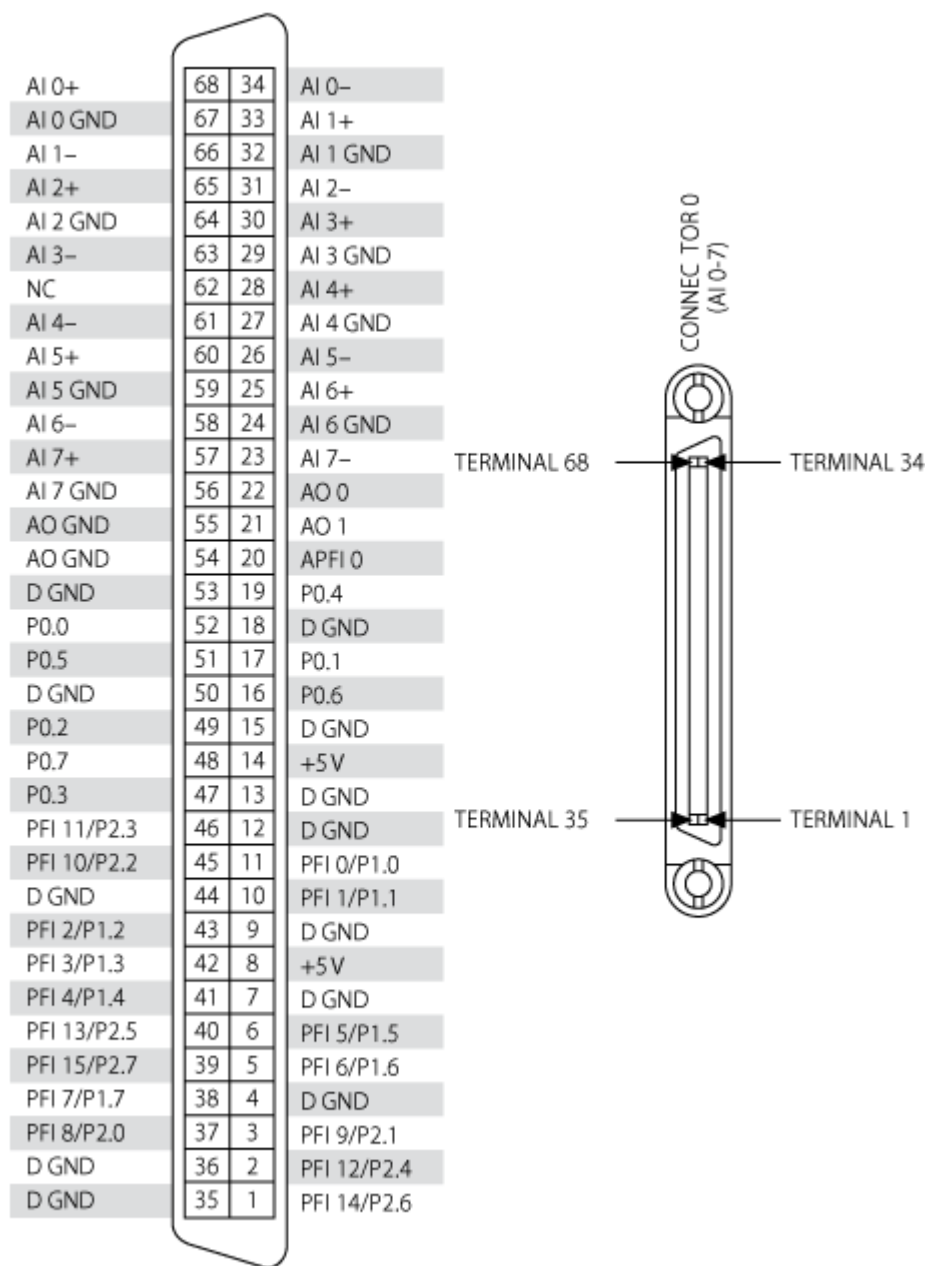 AI 0+ 68 34 AI 0–
AI 0 GND 67 33 AI 1+
AI 1– 66 32 AI 1 GND
AI 2+ 65 31 AI 2–
AI 2 GND 64 30 AI 3+
AI 3– 63 29 AI 3 GND
NC 62 28 AI 4+
AI 4– 61 27 AI 4 GND
AI 5+ 60 26 AI 5–
AI 5 GND 59 25 AI 6+
AI 6– 58 24 AI 6 GND
AI 7+ 57 23 AI 7–
AI 7 GND 56 22 AO 0
AO GND 55 21 AO 1
AO GND 54 20 APFI 0
D GND 53 19 P0.4
P0.0 52 18 D GND
P0.5 51 17 P0.1
D GND 50 16 P0.6
P0.2 49 15 D GND
P0.7 48 14 +5 V
P0.3 47 13 D GND
PFI 11/P2.3 46 12 D GND
PFI 10/P2.2 45 11 PFI 0/P1.0
D GND 44 10 PFI 1/P1.1
PFI 2/P1.2 43 9 D GND
PFI 3/P1.3 42 8 +5 V
PFI 4/P1.4 41 7 D GND
PFI 13/P2.5 40 6 PFI 5/P1.5
PFI 15/P2.7 39 5 PFI 6/P1.6
PFI 7/P1.7 38 4 D GND
PFI 8/P2.0 37 3 PFI 9/P2.1
D GND 36 2 PFI 12/P2.4
D GND 35 1 PFI 14/P2.6
CONNEC TOR 0
(AI 0-7)
TERMINAL 68
TERMINAL 34
TERMINAL 35
TERMINAL 1